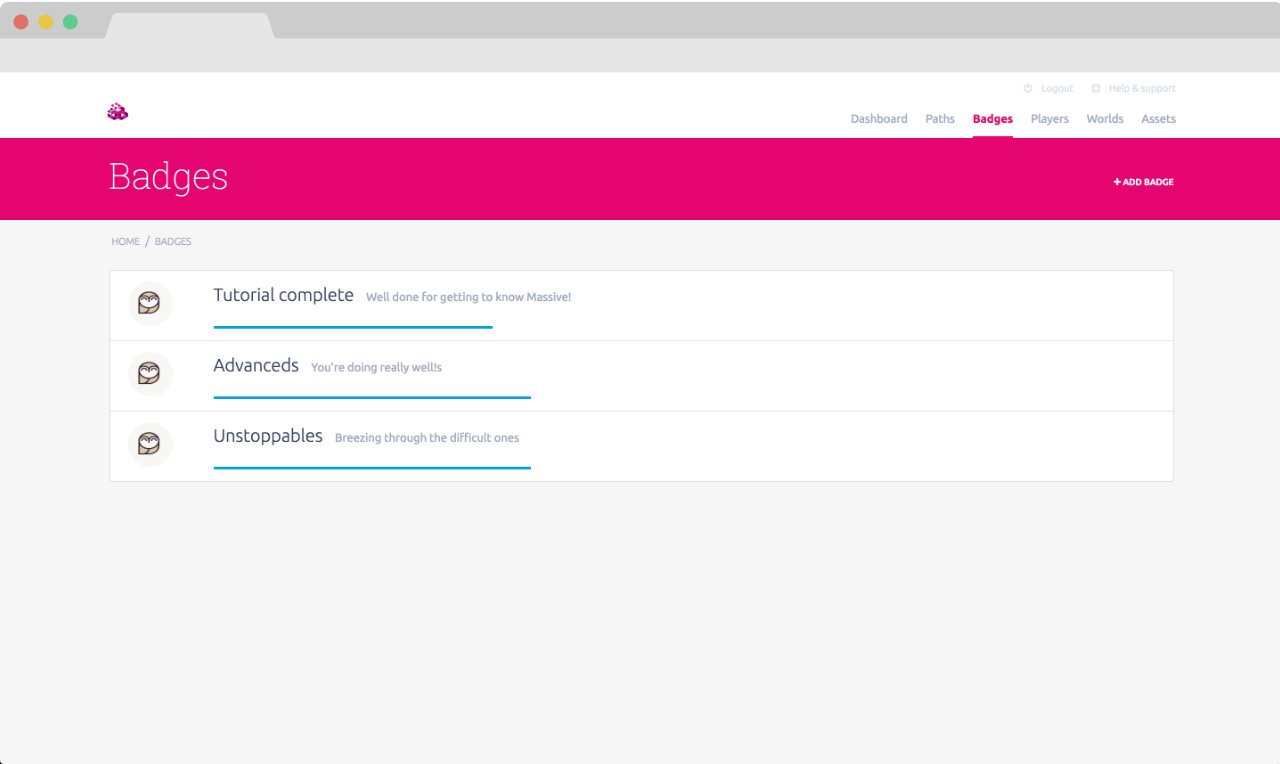 Logout Help & support
Dashboard Paths Badges Players Worlds Assets
Badges
+ ADD BADGE
HOME / BADGES
Tutorial complete Well done for getting to know Massive!
Advanceds You're doing really well!s
Unstoppables Breezing through the difficult ones